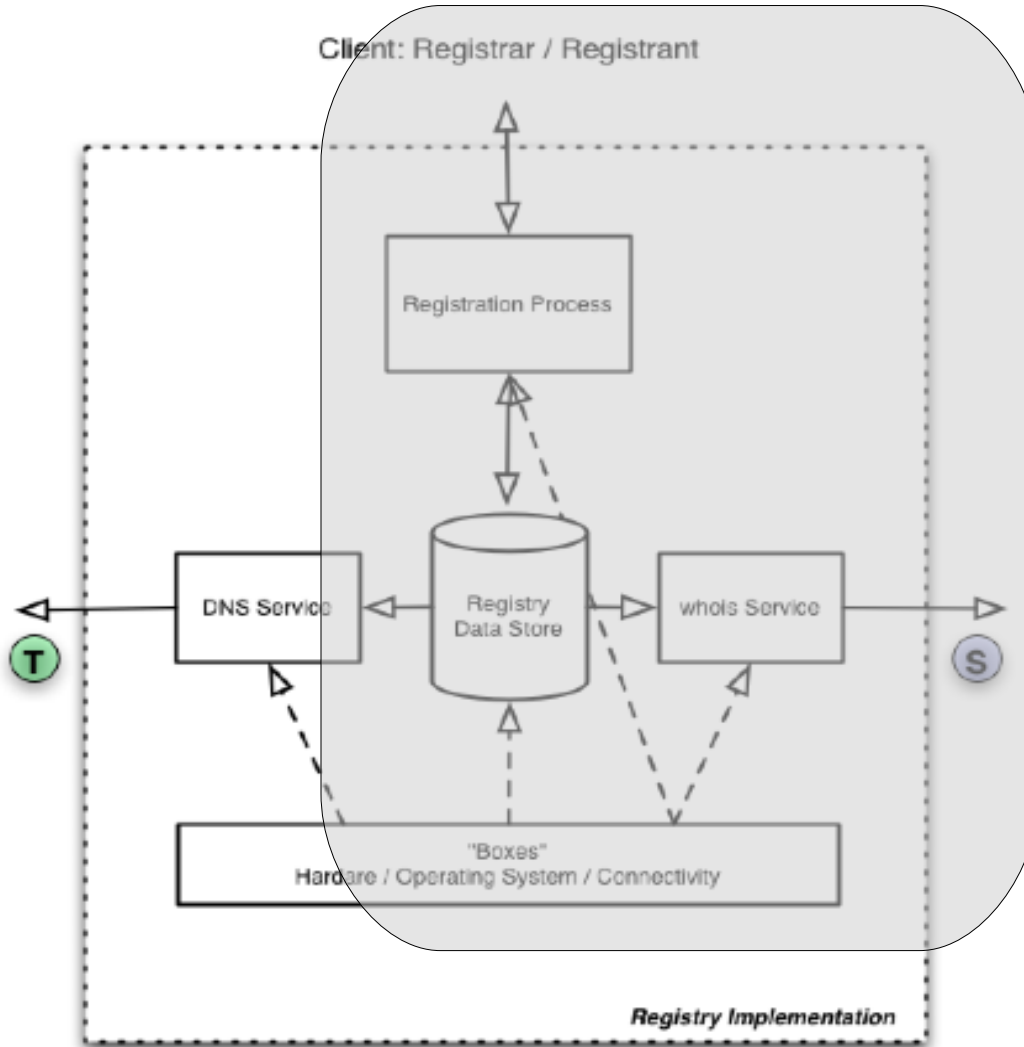 Client: Registrar / Registrant
Registration Process
DNS Service
Registry
Data Store
whois Service
T
S
"Boxes"
Hardare / Operating System / Connectivity
Registry Implementation